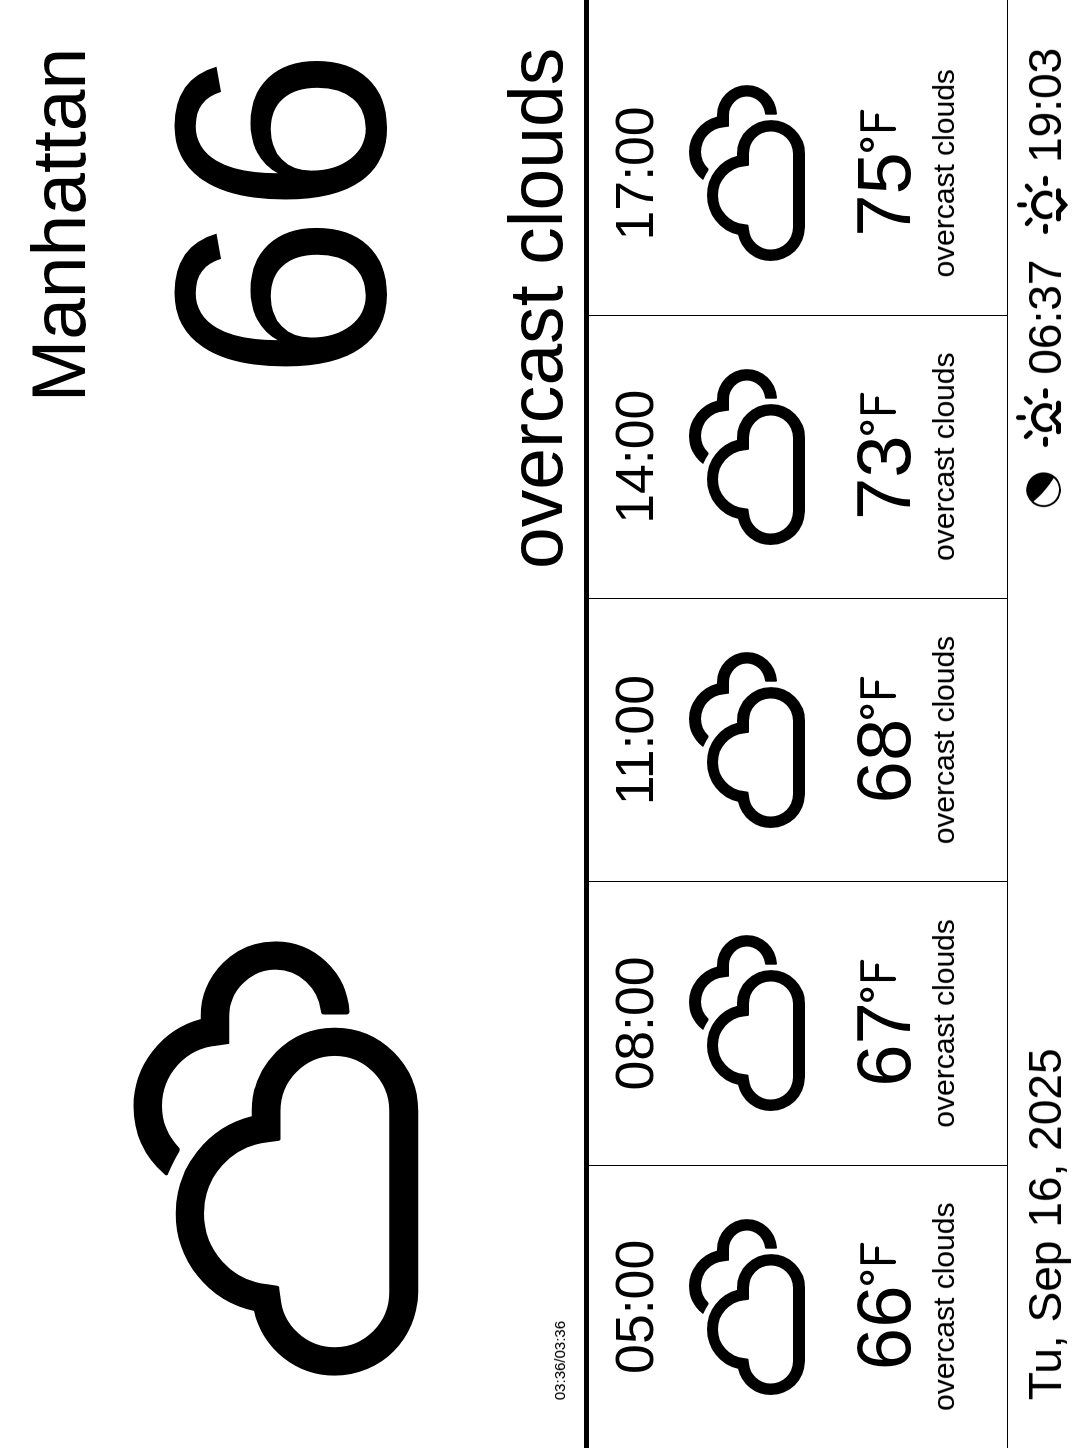 Manhattan
66
overcast clouds
03:36/03:36
05:00
66°F
overcast clouds
08:00
67°F
overcast clouds
11:00
68°F
overcast clouds
14:00
73°F
overcast clouds
17:00
75°F
overcast clouds
Tu, Sep 16, 2025
06:37
19:03